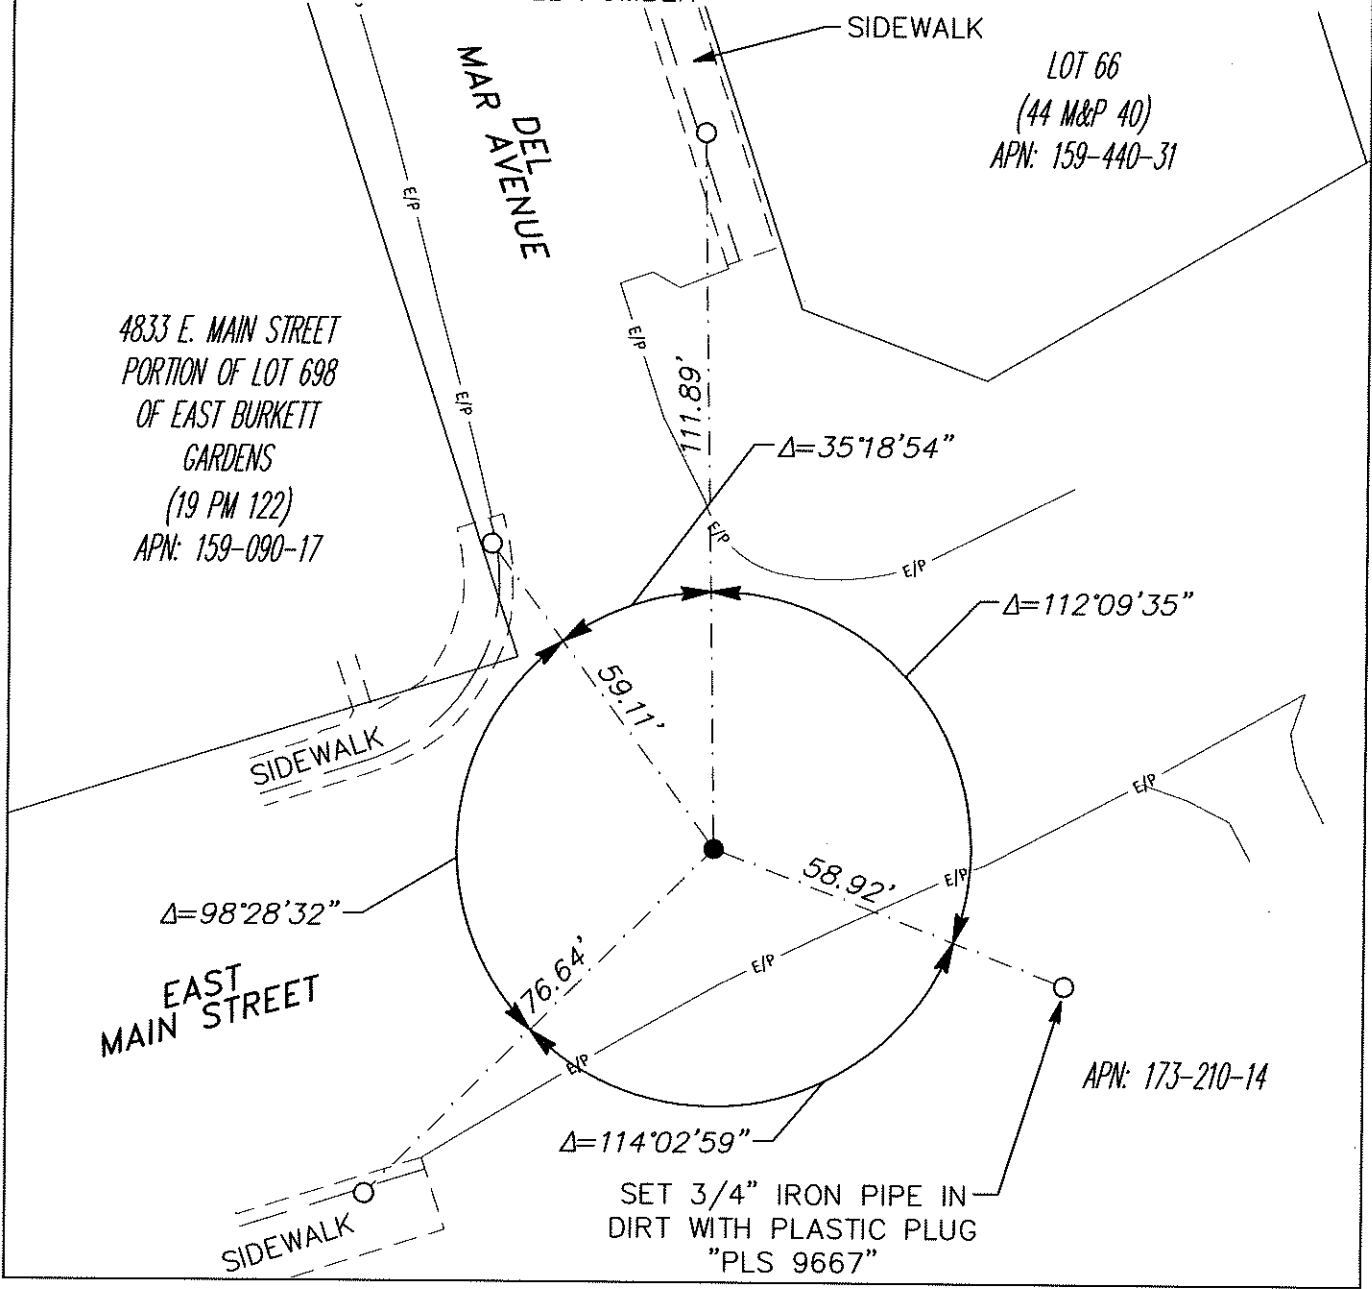 SIDEWALK
LOT 66
(44 M&P 40)
APN: 159-440-31
DEL
MAR AVENUE
E/P
E/P
E/P
E/P
4833 E. MAIN STREET
PORTION OF LOT 698
OF EAST BURKETT
GARDENS
(19 PM 122)
APN: 159-090-17
111.89'
Δ=35°18'54"
E/P
E/P
Δ=112°09'35"
59.11'
SIDEWALK
E/P
58.92'
E/P
Δ=98°28'32"
76.64'
E/P
EAST
MAIN STREET
E/P
APN: 173-210-14
Δ=114°02'59"
SET 3/4" IRON PIPE IN
DIRT WITH PLASTIC PLUG
"PLS 9667"
SIDEWALK